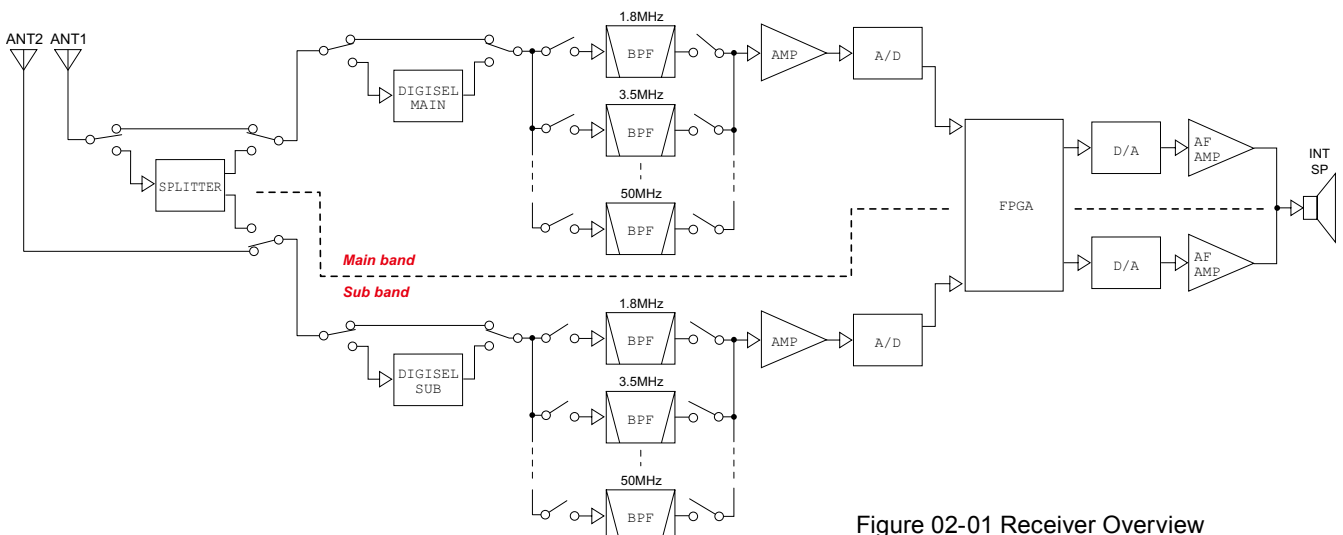 ANT2 ANT1
SPLITTER
DIGISEL
MAIN
1.8MHz
BPF
3.5MHz
BPF
50MHz
BPF
AMP
A/D
FPGA
D/A
AF
AMP
INT
SP
Main band
Sub band
DIGISEL
SUB
1.8MHz
BPF
3.5MHz
BPF
50MHz
BPF
AMP
A/D
D/A
AF
AMP
Figure 02-01 Receiver Overview